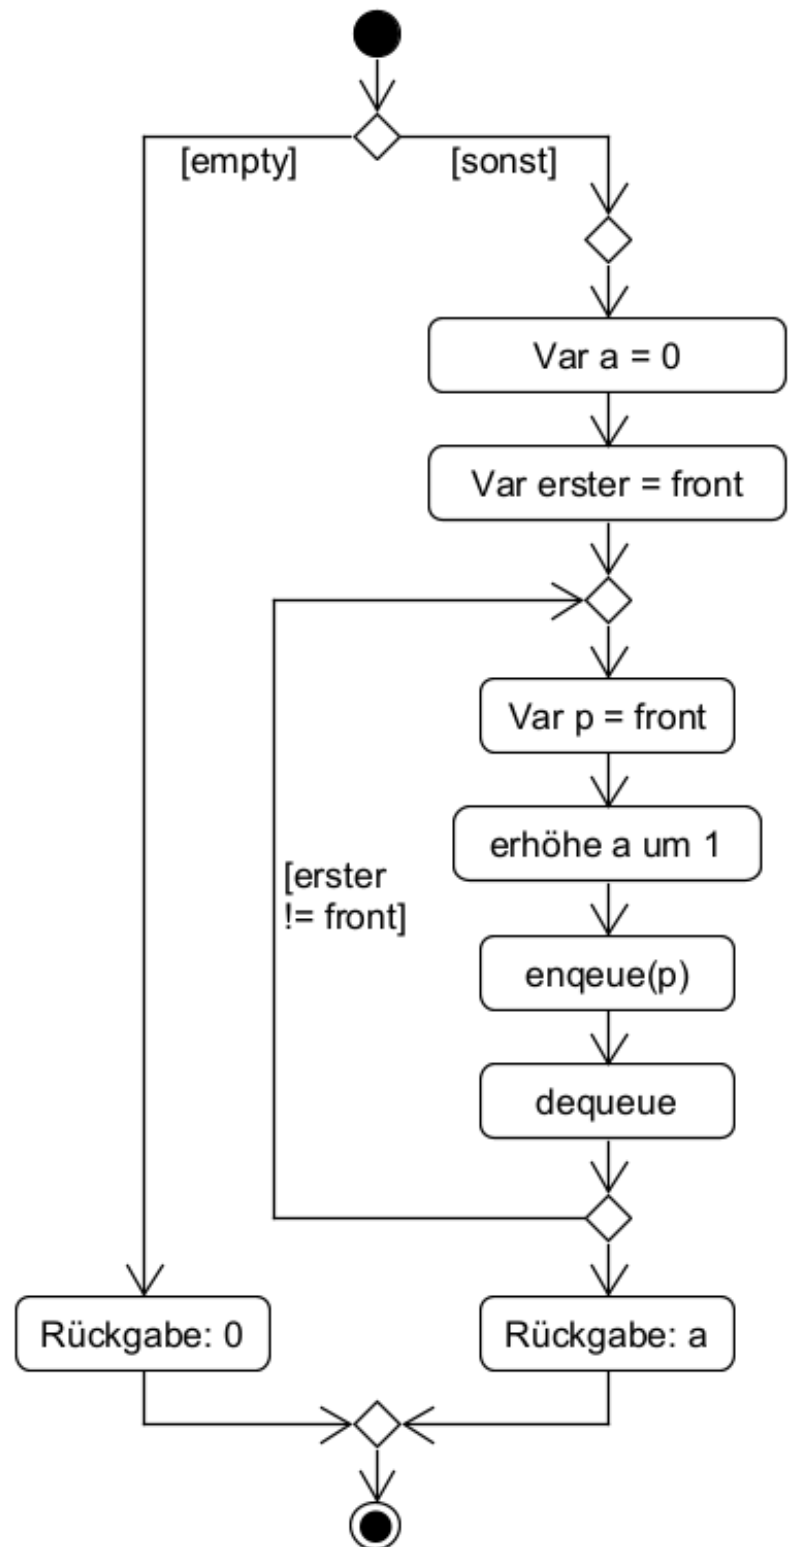 [empty]
[sonst]
Var a = 0
Var erster = front
Var p = front
erhöhe a um 1
[erster
!= front]
enqeue(p)
dequeue
Rückgabe: 0
Rückgabe: a